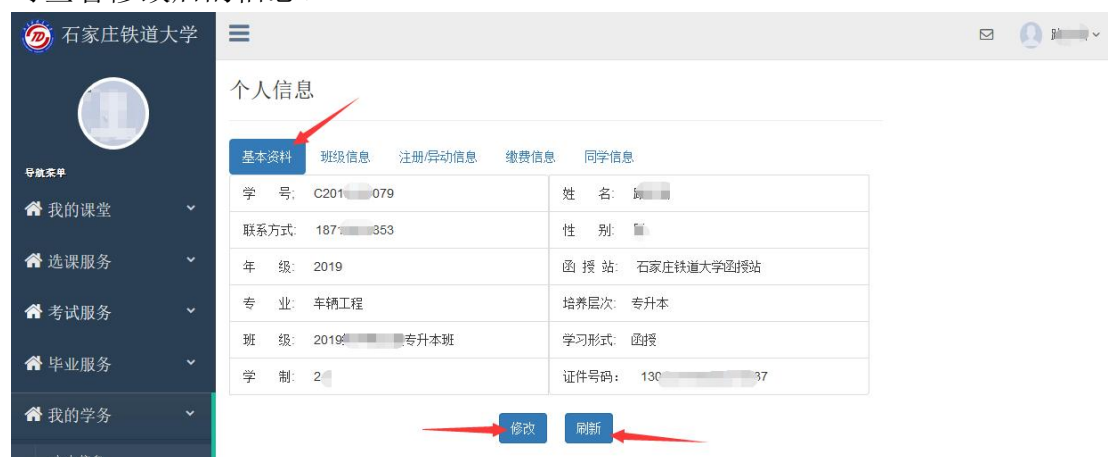 石家庄铁道大学
个人信息
导航菜单
我的课堂
选课服务
考试服务
毕业服务
我的学务
基本资料 班级信息 注册/异动信息 缴费信息 同学信息
学 号: C201 079 姓 名:
联系方式: 187 353 性 别:
年 级: 2019 函 授 站: 石家庄铁道大学函授站
专 业: 车辆工程 培养层次: 专升本
班 级: 2019 专升本班 学习形式: 函授
学 制: 2 证件号码: 130 37
修改 刷新